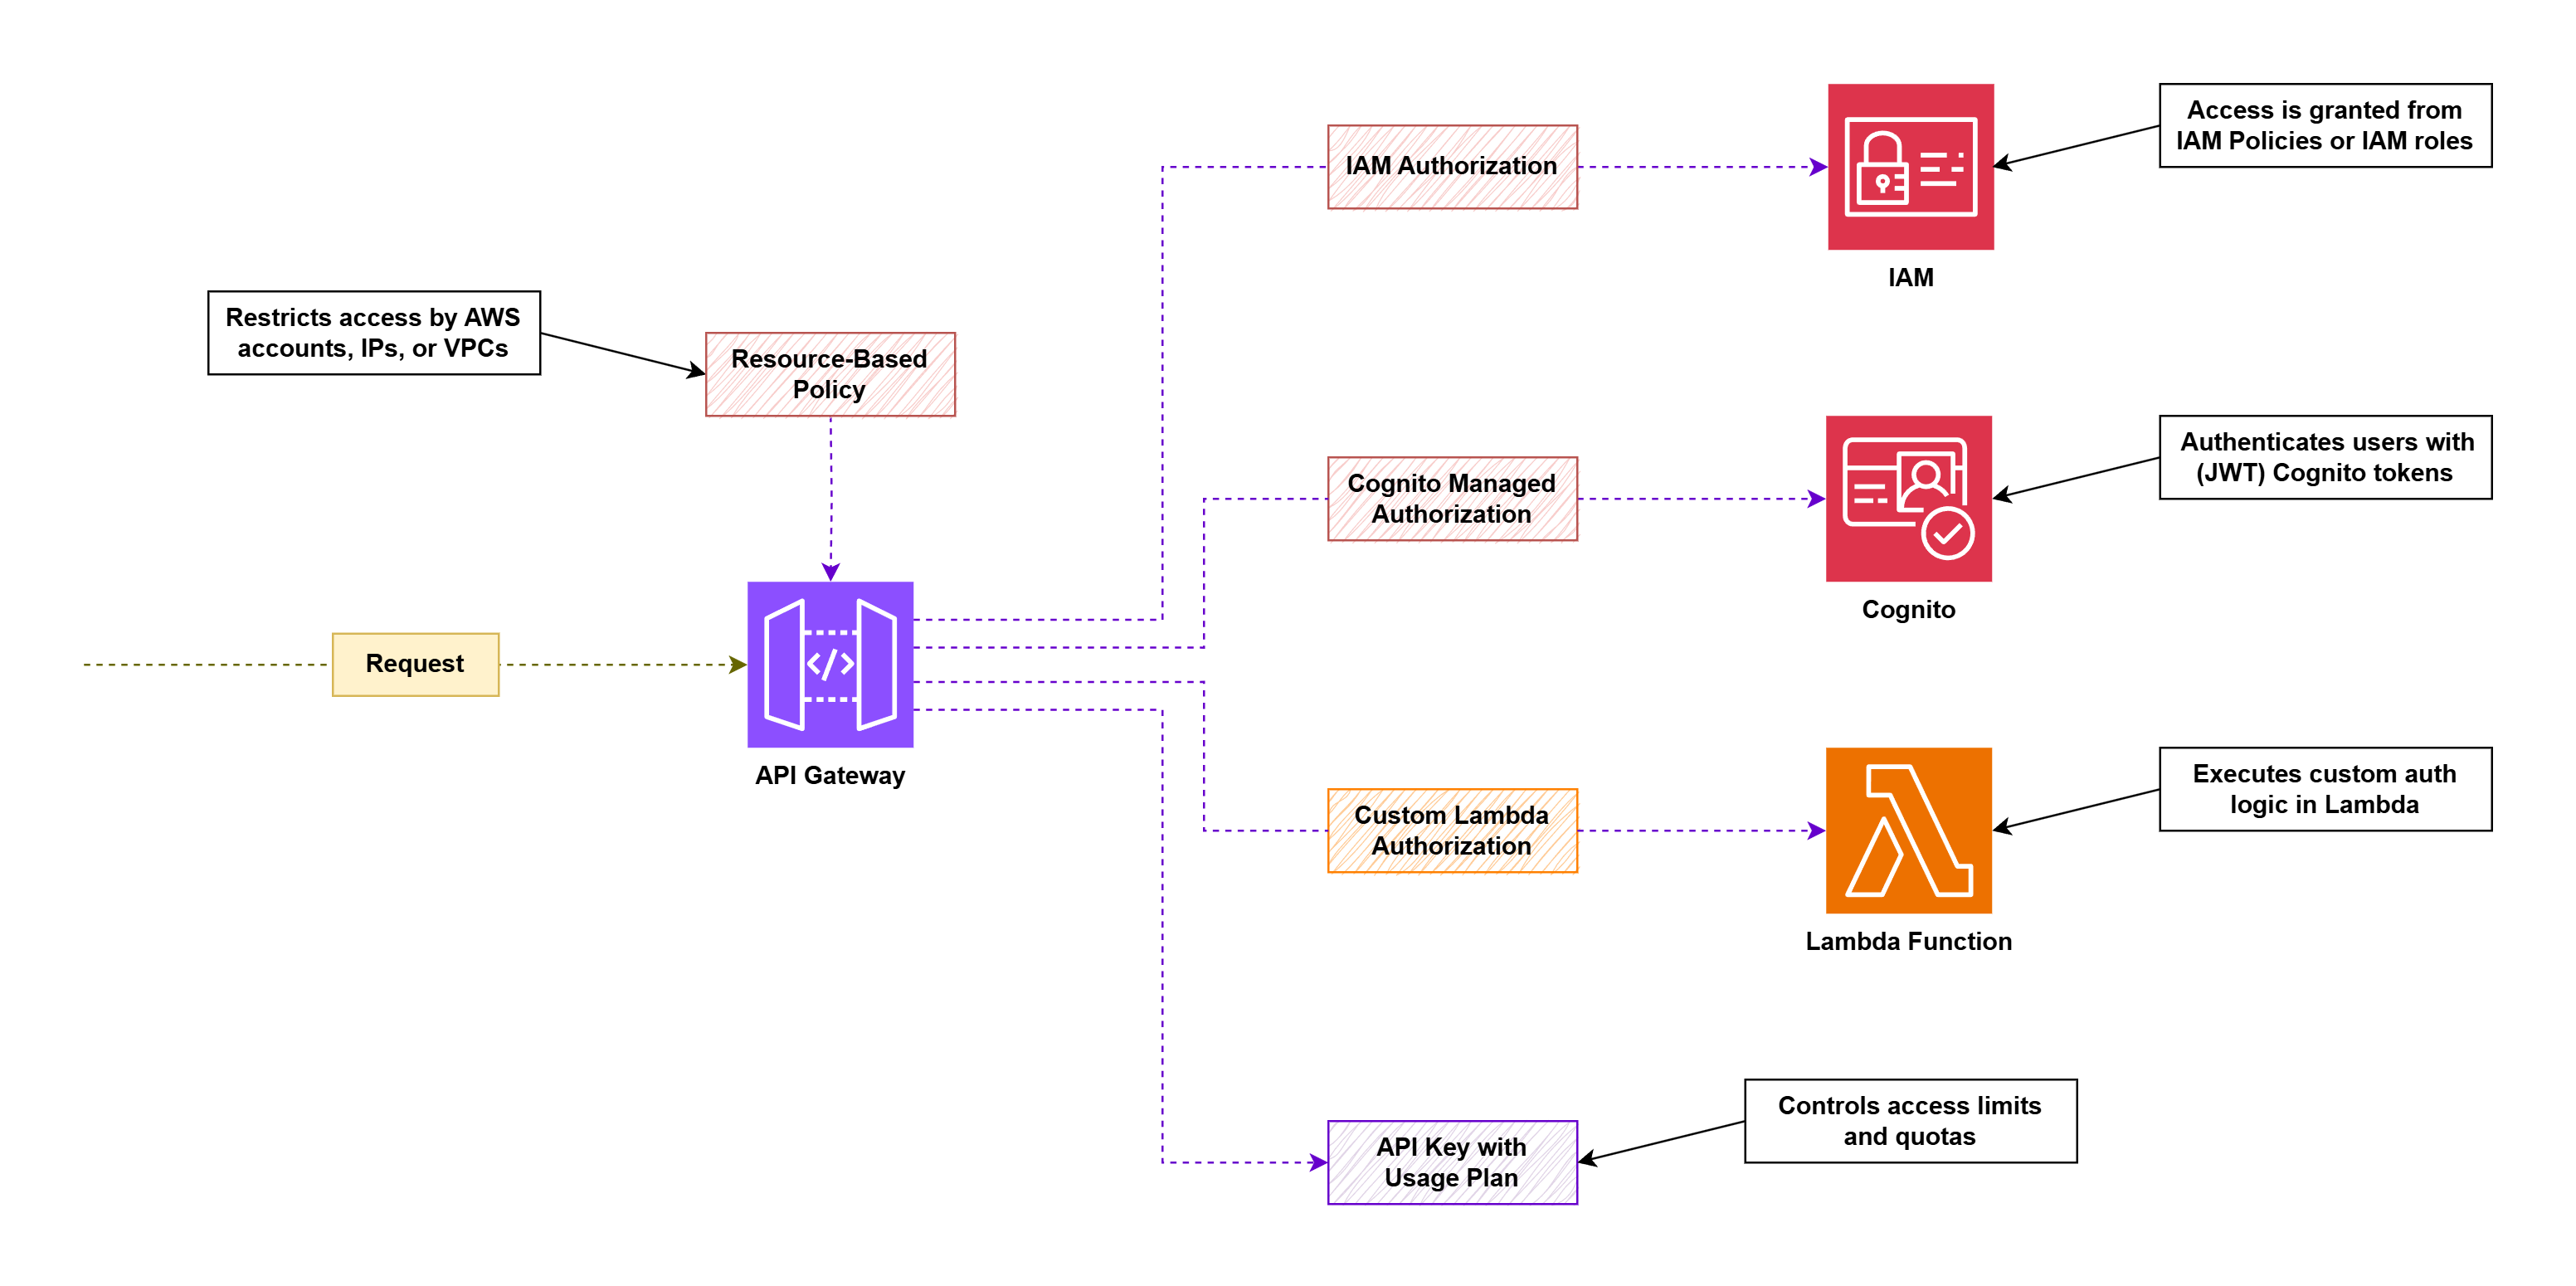 Access is granted from
IAM Policies or IAM roles
IAM Authorization
IAM
Restricts access by AWS
accounts, IPs, or VPCs
Resource-Based
Policy
Cognito Managed
Authorization
Authenticates users with
(JWT) Cognito tokens
Cognito
Request
API Gateway
Custom Lambda
Authorization
Executes custom auth
logic in Lambda
Lambda Function
API Key with
Usage Plan
Controls access limits
and quotas